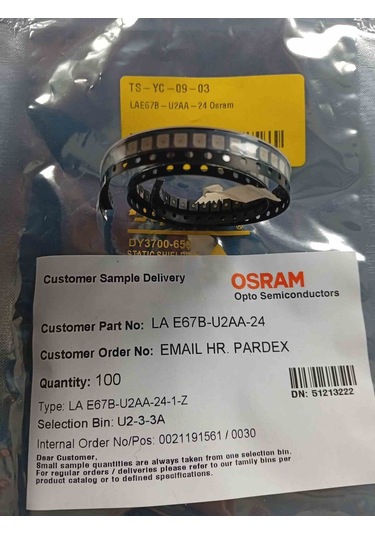 TS-YC-09-03
LAE67B-U2AA-24 Osram
DY3700-656
STATIC SHIEL
Customer Sample Delivery
OSRAM
Opto Semiconductors
Customer Part No: LA E67B-U2AA-24
Customer Order No: EMAIL HR. PARDEX
Quantity: 100
DN: 51213222
Type: LA E67B-U2AA-24-1-Z
Selection Bin: U2-3-3A
Internal Order No/Pos: 0021191561 / 0030
Dear Customer,
Small sample quantities are always taken from one selection bin.
For regular orders / deliveries please refer to our family bins per
product catalog or to defined specifications.